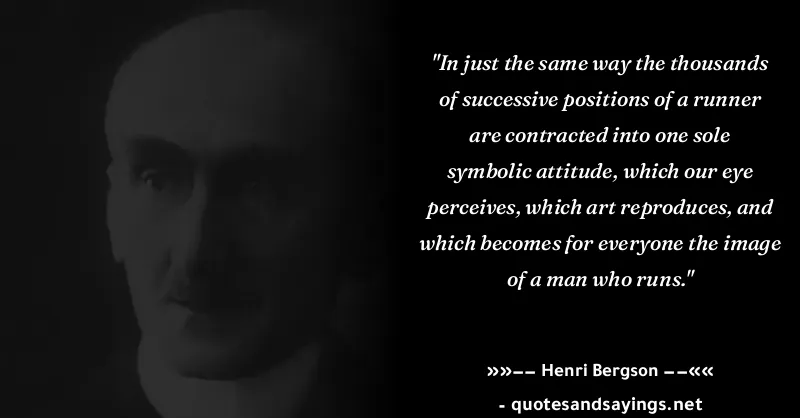 "In just the same way the thousands
of successive positions of a runner
are contracted into one sole
symbolic attitude, which our eye
perceives, which art reproduces, and
which becomes for everyone the image
of a man who runs."
»»−− Henri Bergson −−««
- quotesandsayings.net